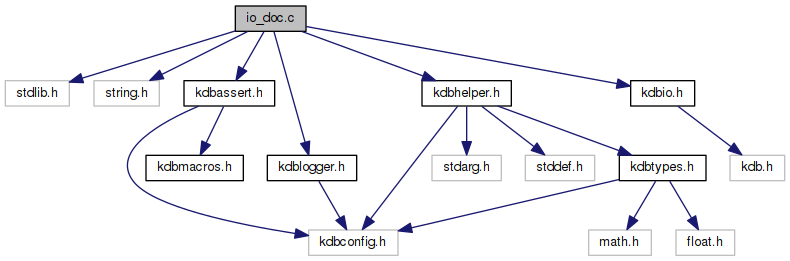 io_doc.c
stdlib.h
string.h
kdbassert.h
kdbhelper.h
kdbio.h
kdbmacros.h
kdblogger.h
stdarg.h
stddef.h
kdbtypes.h
kdb.h
kdbconfig.h
math.h
float.h